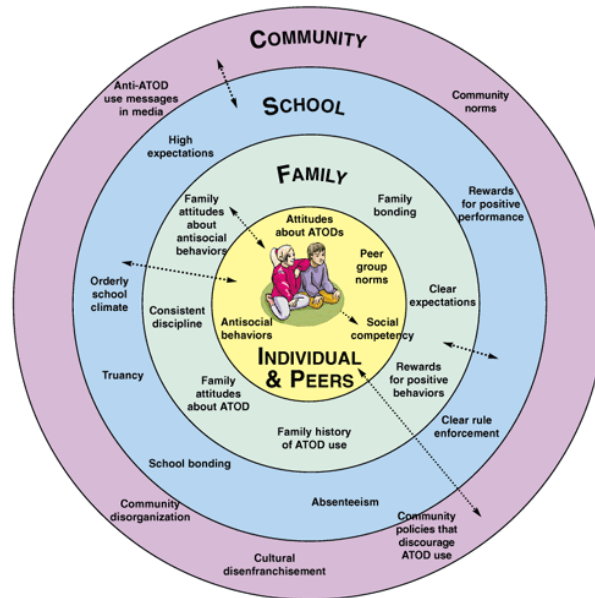 COMMUNITY
Anti-ATOD
use messages
in media
Community
norms
SCHOOL
High
expectations
Rewards
for positive
performance
FAMILY
Family
attitudes
about
antisocial
behaviors
Family
bonding
Attitudes
about ATODs
Peer
group
norms
Orderly
school
climate
Consistent
discipline
Clear
expectations
Antisocial
behaviors
Social
competency
INDIVIDUAL
& PEERS
Truancy
Family
attitudes
about ATOD
Rewards
for positive
behaviors
Family history
of ATOD use
Clear rule
enforcement
School bonding
Absenteeism
Community
disorganization
Cultural
disenfranchisement
Community
policies that
discourage
ATOD use